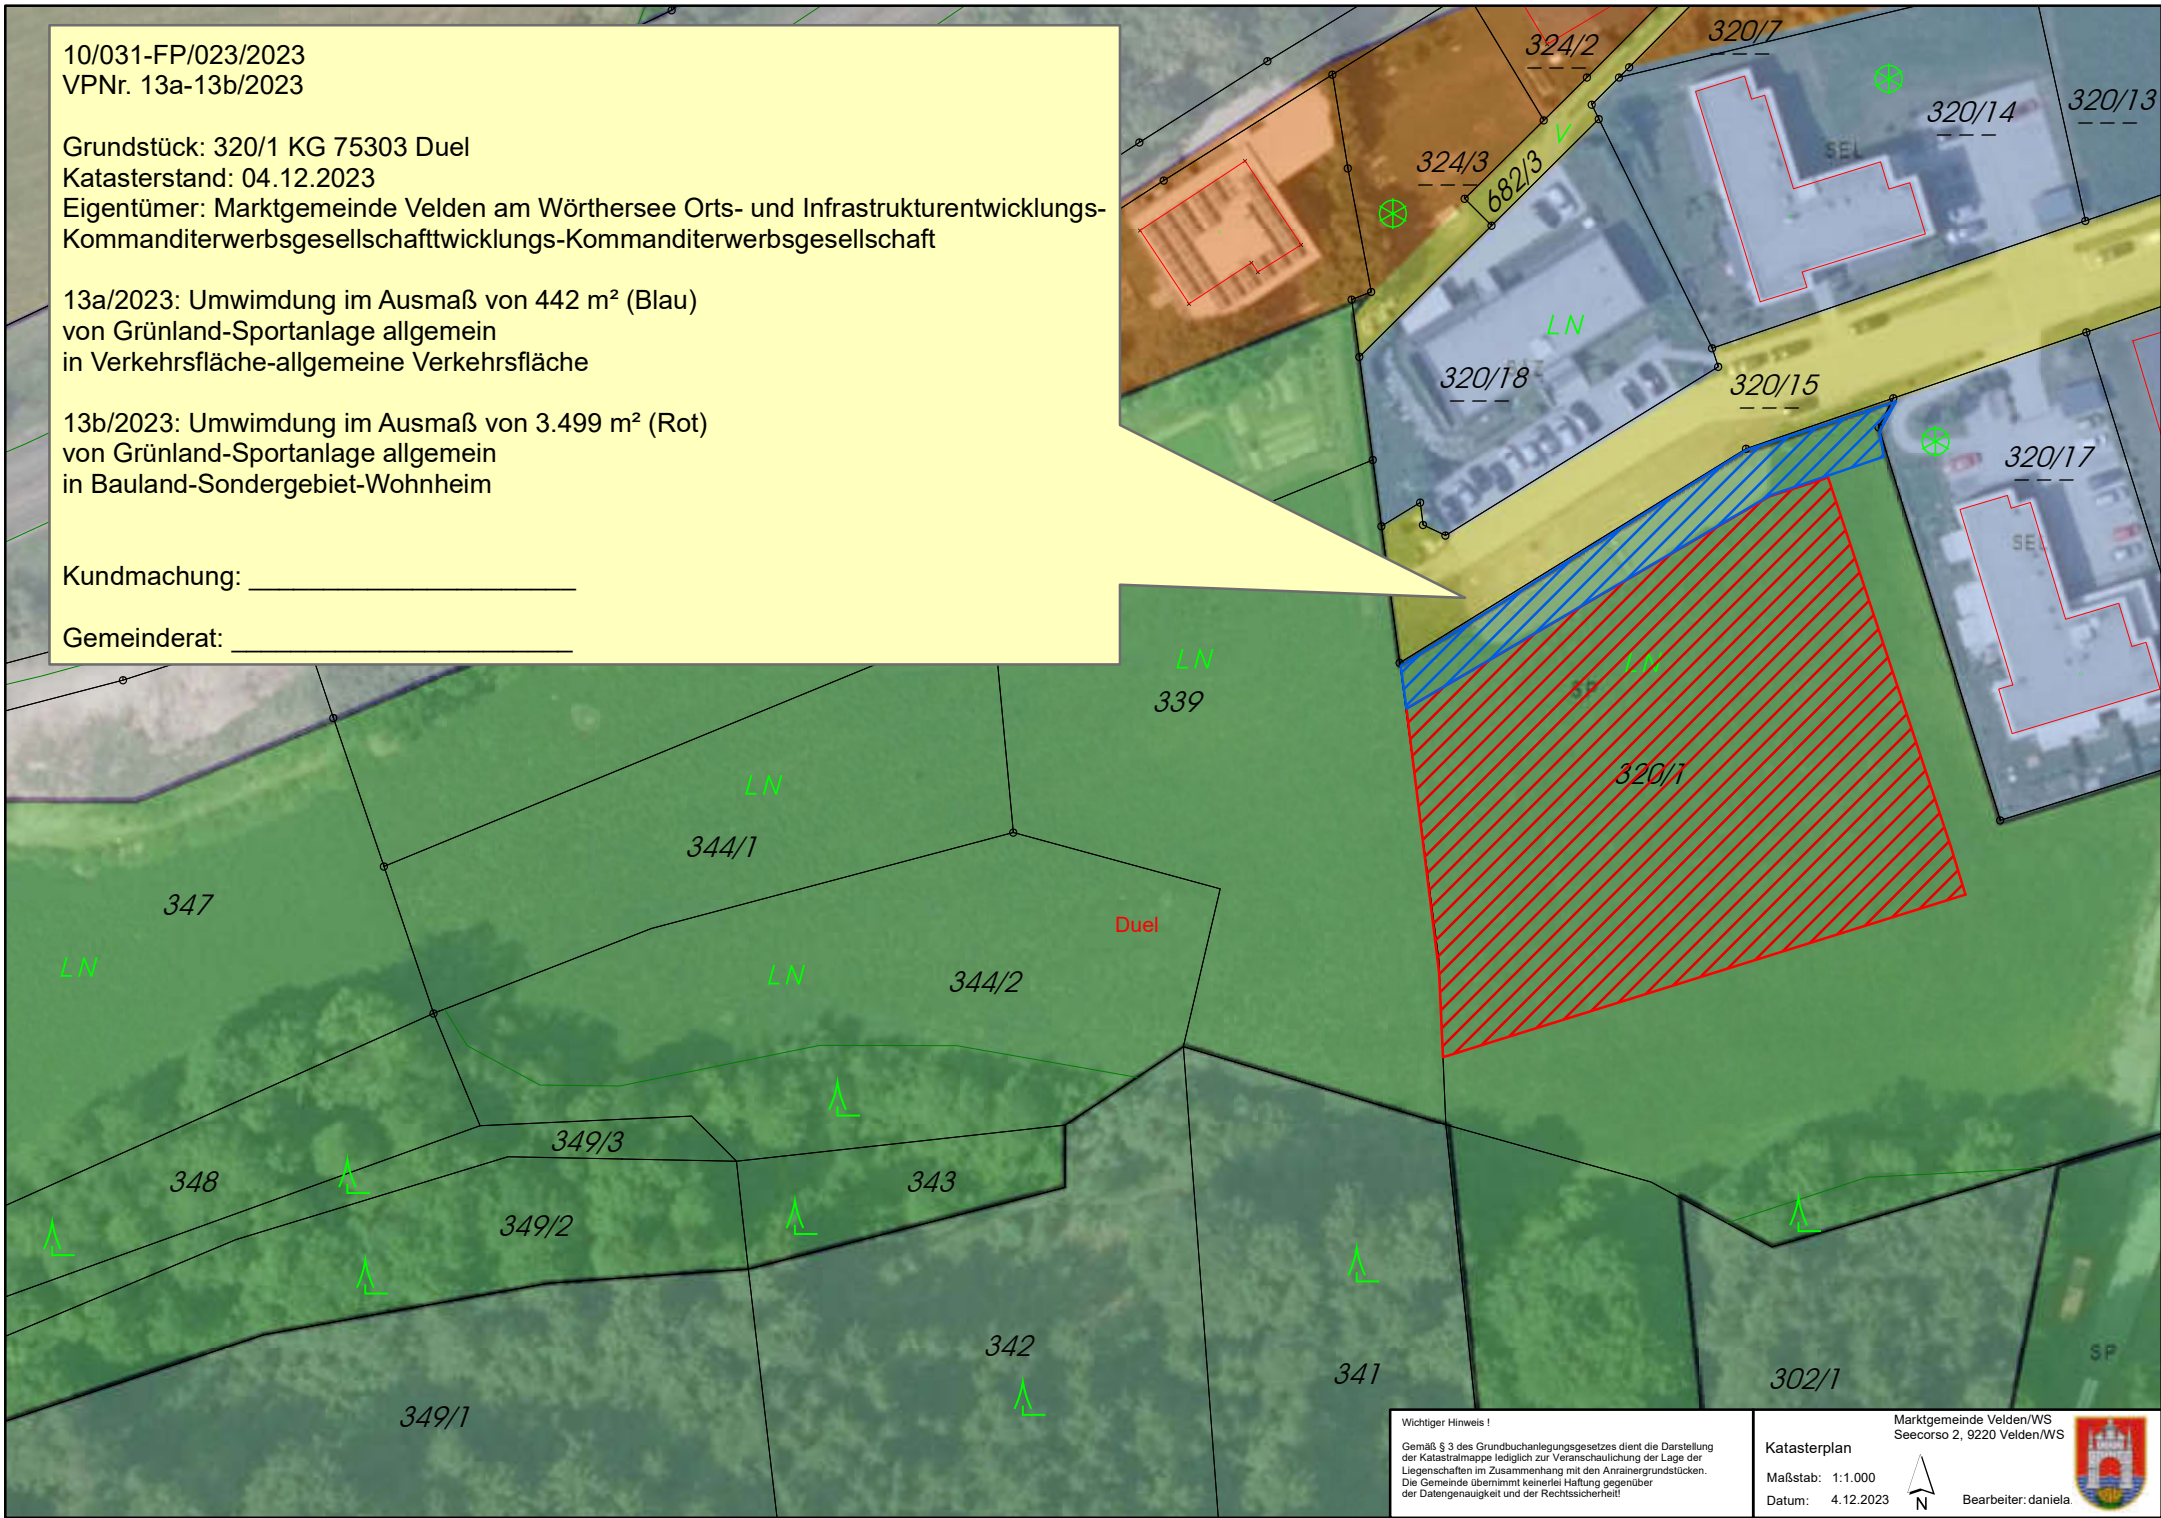 10/031-FP/023/2023
VPNr. 13a-13b/2023
Grundstück: 320/1 KG 75303 Duel
Katasterstand: 04.12.2023
Eigentümer: Marktgemeinde Velden am Wörthersee Orts- und Infrastrukturentwicklungs-
Kommanditerwerbsgesellschafttwicklungs-Kommanditerwerbsgesellschaft
13a/2023: Umwimdung im Ausmaß von 442 m² (Blau)
von Grünland-Sportanlage allgemein
in Verkehrsfläche-allgemeine Verkehrsfläche
13b/2023: Umwimdung im Ausmaß von 3.499 m² (Rot)
von Grünland-Sportanlage allgemein
in Bauland-Sondergebiet-Wohnheim
Kundmachung: ______________________
Gemeinderat: _______________________
324/2
320/7
320/14
320/13
SEL
V
324/3
682/3
LN
320/18
320/15
320/17
SEL
LN
339
LN
SP
320/1
LN
344/1
347
Duel
LN
LN
344/2
349/3
348
343
349/2
342
341
302/1
SP
349/1
Wichtiger Hinweis !
Gemäß § 3 des Grundbuchanlegungsgesetzes dient die Darstellung
der Katastralmappe lediglich zur Veranschaulichung der Lage der
Liegenschaften im Zusammenhang mit den Anrainergrundstücken.
Die Gemeinde übernimmt keinerlei Haftung gegenüber
der Datengenauigkeit und der Rechtssicherheit!
Marktgemeinde Velden/WS
Seecorso 2, 9220 Velden/WS
Katasterplan
Maßstab: 1:1.000
Datum: 4.12.2023
N
Bearbeiter: daniela.